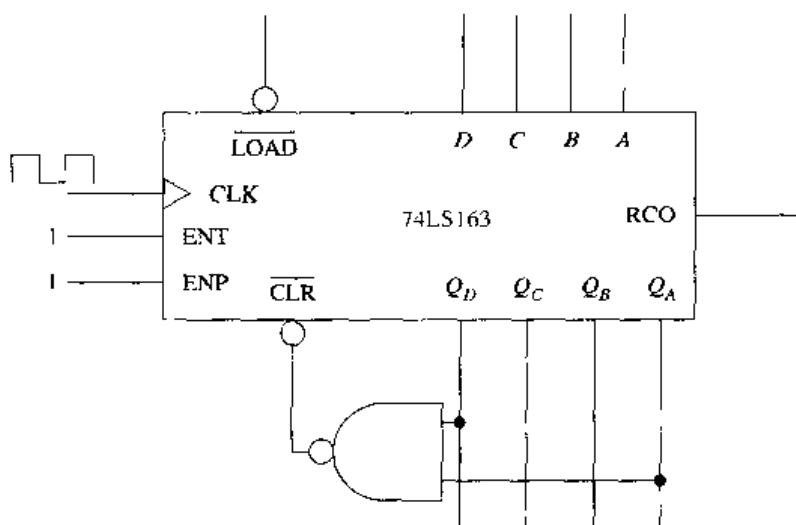 LOAD
D C B A
CLK
74LS163
RCO
1
ENT
1
ENP
CLR
Q_D Q_C Q_B Q_A